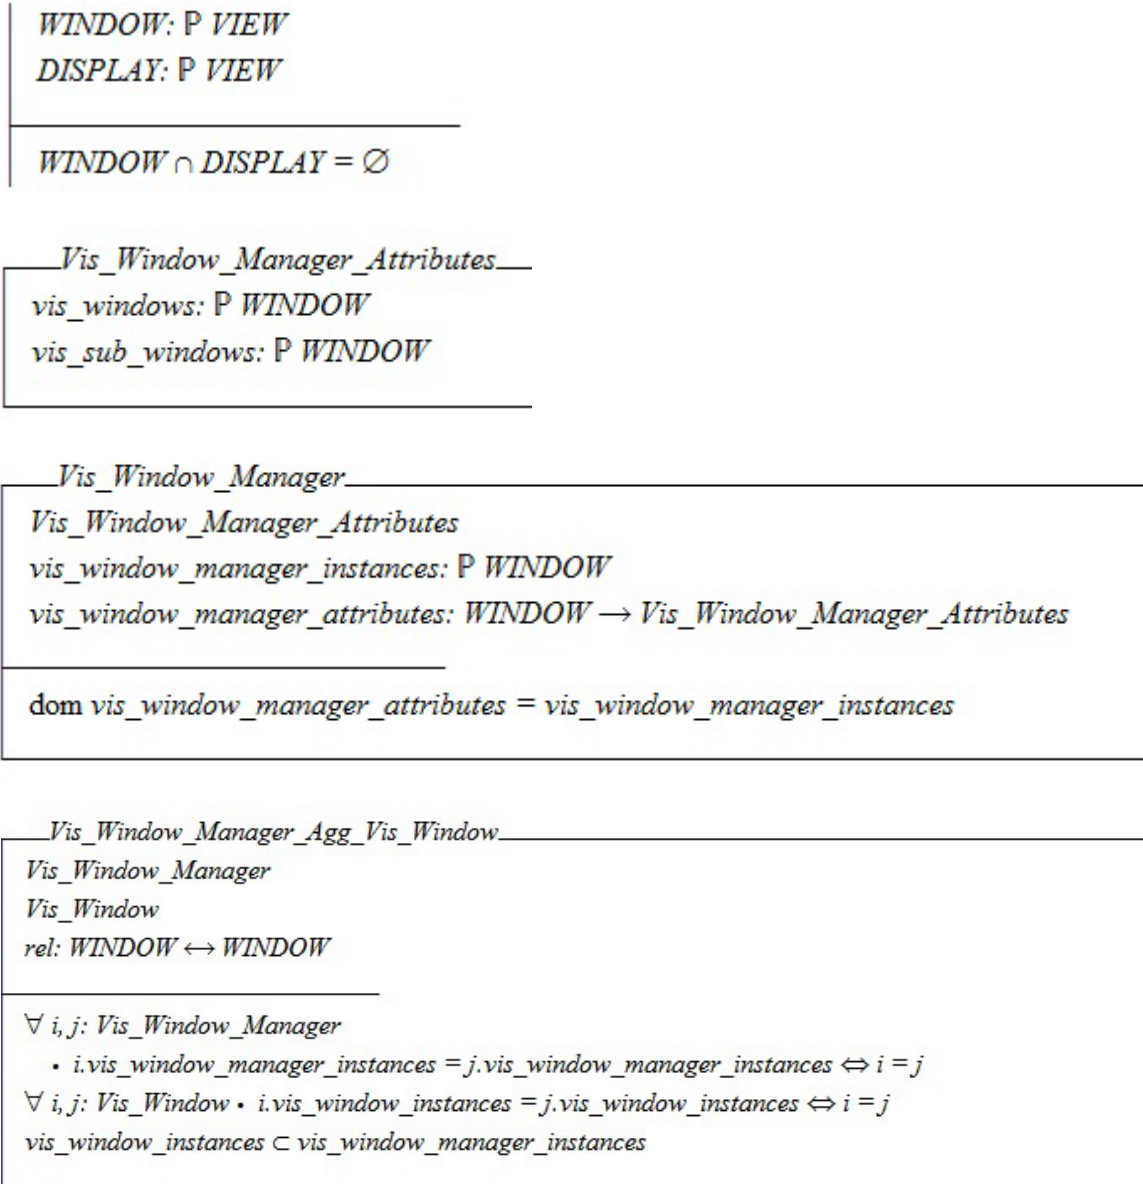 WINDOW: ℙ VIEW
DISPLAY: ℙ VIEW
WINDOW ∩ DISPLAY = ∅
Vis_Window_Manager_Attributes
vis_windows: ℙ WINDOW
vis_sub_windows: ℙ WINDOW
Vis_Window_Manager
Vis_Window_Manager_Attributes
vis_window_manager_instances: ℙ WINDOW
vis_window_manager_attributes: WINDOW → Vis_Window_Manager_Attributes
dom vis_window_manager_attributes = vis_window_manager_instances
Vis_Window_Manager_Agg_Vis_Window
Vis_Window_Manager
Vis_Window
rel: WINDOW ↔ WINDOW
∀ i, j: Vis_Window_Manager
• i.vis_window_manager_instances = j.vis_window_manager_instances ⇔ i = j
∀ i, j: Vis_Window • i.vis_window_instances = j.vis_window_instances ⇔ i = j
vis_window_instances ⊂ vis_window_manager_instances